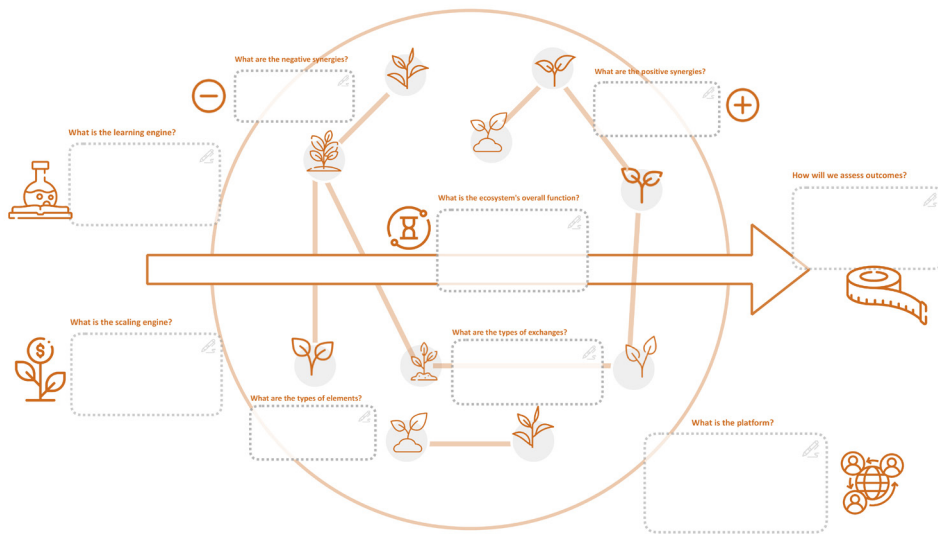 What are the negative synergies?
What are the positive synergies?
What is the learning engine?
How will we assess outcomes?
What is the ecosystem's overall function?
What is the scaling engine?
What are the types of exchanges?
What are the types of elements?
What is the platform?
$